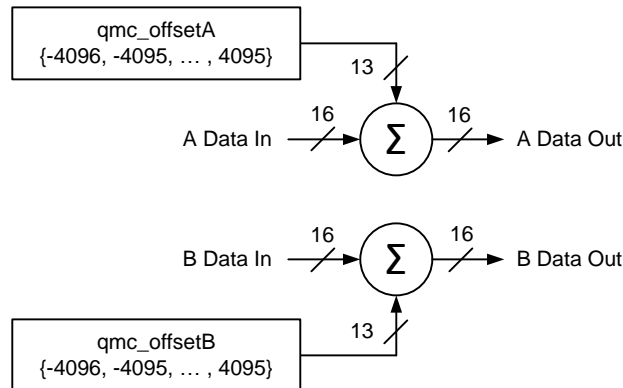 qmc_offsetA
{-4096, -4095, … , 4095}
13
16
16
A Data In
Σ
A Data Out
16
16
B Data In
Σ
B Data Out
13
qmc_offsetB
{-4096, -4095, … , 4095}